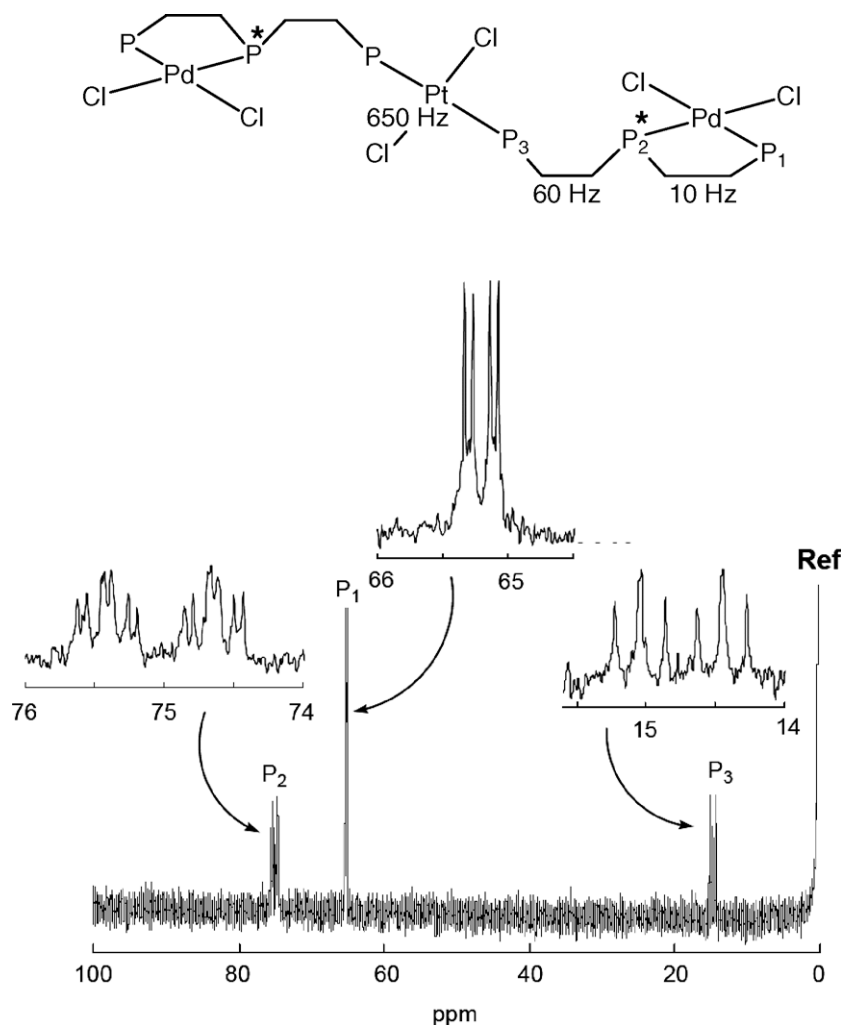 P P * P Cl
Pd Cl Cl
Cl Cl Pt
650 Hz P * Pd
Cl P₃ P₂ P₁
60 Hz 10 Hz
66 65
Ref
P₁
76 75 74
15 14
P₂ P₃
100 80 60 40 20 0
ppm